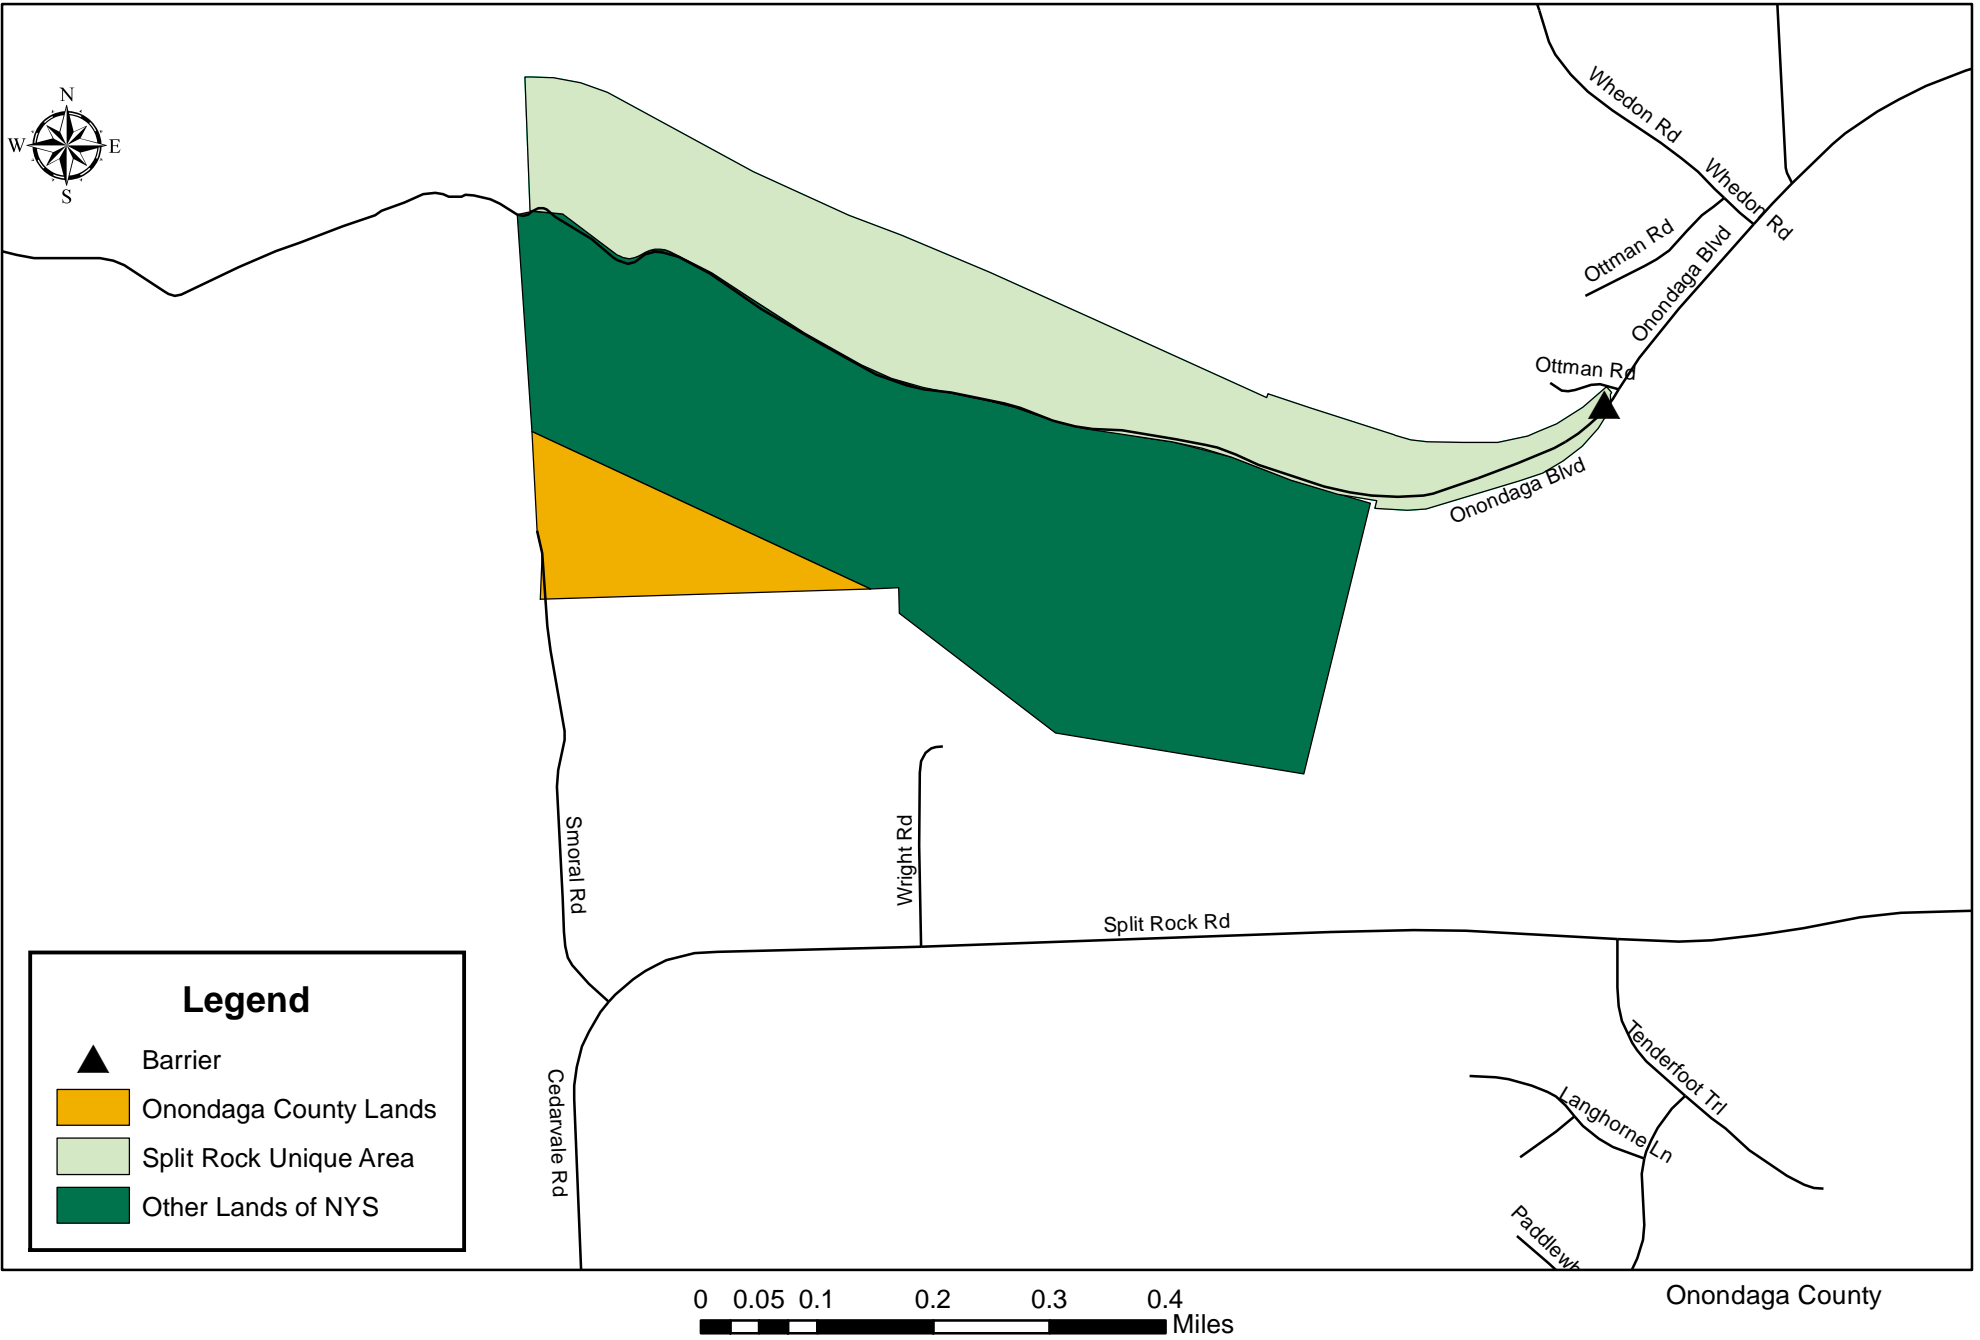 N
W
E
S
Whedon Rd
Whedon Rd
Ottman Rd
Onondaga Blvd
Ottman Rd
Onondaga Blvd
Smoral Rd
Wright Rd
Split Rock Rd
Cedarvale Rd
Tenderfoot Trl
Langhorne Ln
Paddlewh
Legend
Barrier
Onondaga County Lands
Split Rock Unique Area
Other Lands of NYS
0 0.05 0.1 0.2 0.3 0.4
Miles
Onondaga County